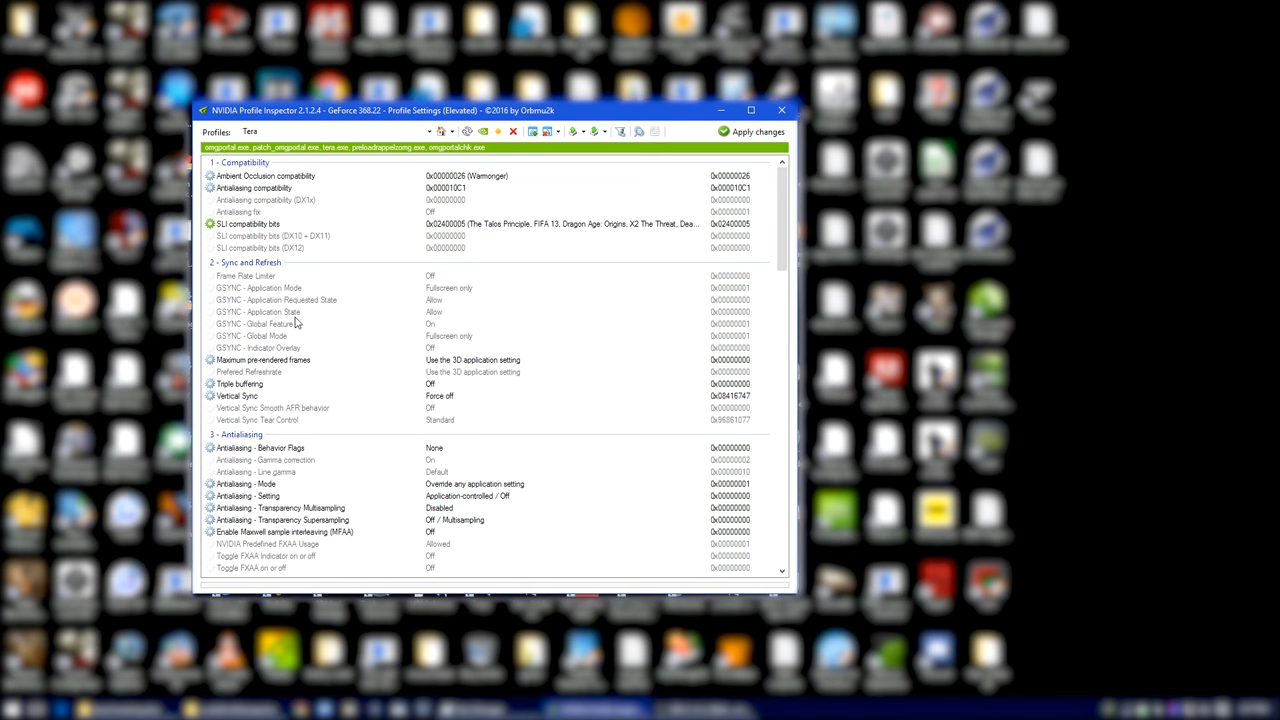 NVIDIA Profile Inspector 2.1.2.4 - GeForce 368.22 - Profile Settings (Elevated) - ©2016 by Orbmu2k
Profiles: Tera Apply changes
omgportal.exe, patch_omgportal.exe, tera.exe, preloadrappelzomg.exe, omgportalchk.exe
1 - Compatibility
Ambient Occlusion compatibility 0x00000026 (Warmonger) 0x00000026
Antialiasing compatibility 0x000010C1 0x000010C1
Antialiasing compatibility (DX1x) 0x00000000 0x00000000
Antialiasing fix Off 0x00000001
SLI compatibility bits 0x02400005 (The Talos Principle, FIFA 13, Dragon Age: Origins, X2 The Threat, Dea... 0x02400005
SLI compatibility bits (DX10 + DX11) 0x00000000 0x00000000
SLI compatibility bits (DX12) 0x00000000 0x00000000
2 - Sync and Refresh
Frame Rate Limiter Off 0x00000000
GSYNC - Application Mode Fullscreen only 0x00000001
GSYNC - Application Requested State Allow 0x00000000
GSYNC - Application State Allow 0x00000000
GSYNC - Global Feature On 0x00000001
GSYNC - Global Mode Fullscreen only 0x00000001
GSYNC - Indicator Overlay Off 0x00000000
Maximum pre-rendered frames Use the 3D application setting 0x00000000
Prefered Refreshrate Use the 3D application setting 0x00000000
Triple buffering Off 0x00000000
Vertical Sync Force off 0x08416747
Vertical Sync Smooth AFR behavior Off 0x00000000
Vertical Sync Tear Control Standard 0x96861077
3 - Antialiasing
Antialiasing - Behavior Flags None 0x00000000
Antialiasing - Gamma correction On 0x00000002
Antialiasing - Line gamma Default 0x00000010
Antialiasing - Mode Override any application setting 0x00000001
Antialiasing - Setting Application-controlled / Off 0x00000000
Antialiasing - Transparency Multisampling Disabled 0x00000000
Antialiasing - Transparency Supersampling Off / Multisampling 0x00000000
Enable Maxwell sample interleaving (MFAA) Off 0x00000000
NVIDIA Predefined FXAA Usage Allowed 0x00000001
Toggle FXAA Indicator on or off Off 0x00000000
Toggle FXAA on or off Off 0x00000000